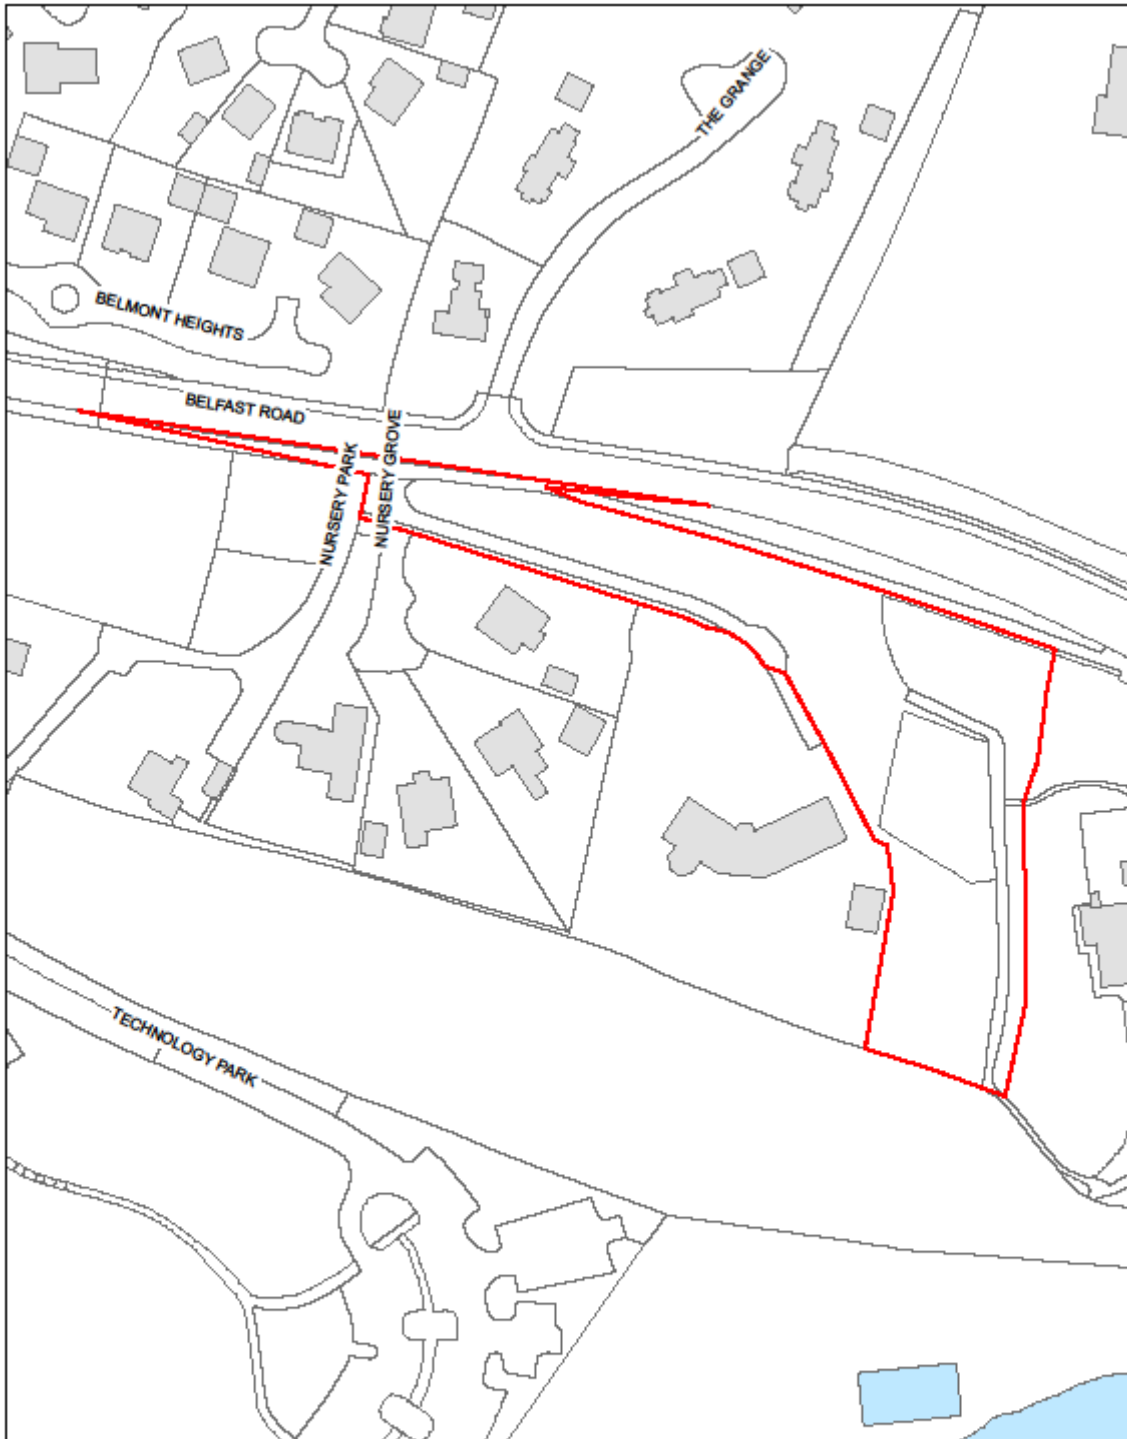 THE GRANGE
BELMONT HEIGHTS
BELFAST ROAD
NURSERY PARK
NURSERY GROVE
TECHNOLOGY PARK